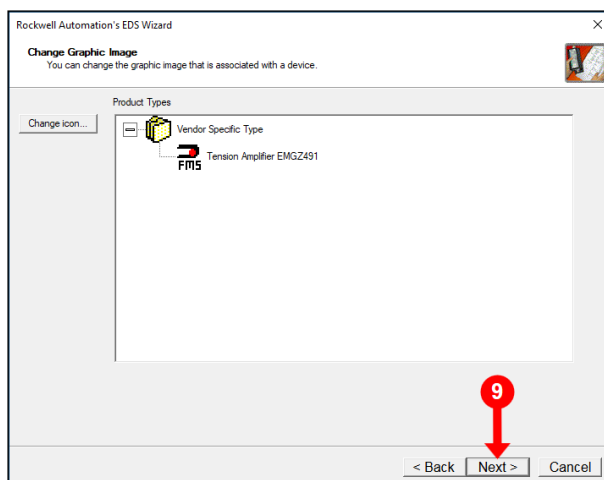 Rockwell Automation's EDS Wizard
Change Graphic Image
You can change the graphic image that is associated with a device.
Product Types
Change icon...
Vendor Specific Type
FMS
Tension Amplifier EMGZ491
9
< Back
Next >
Cancel